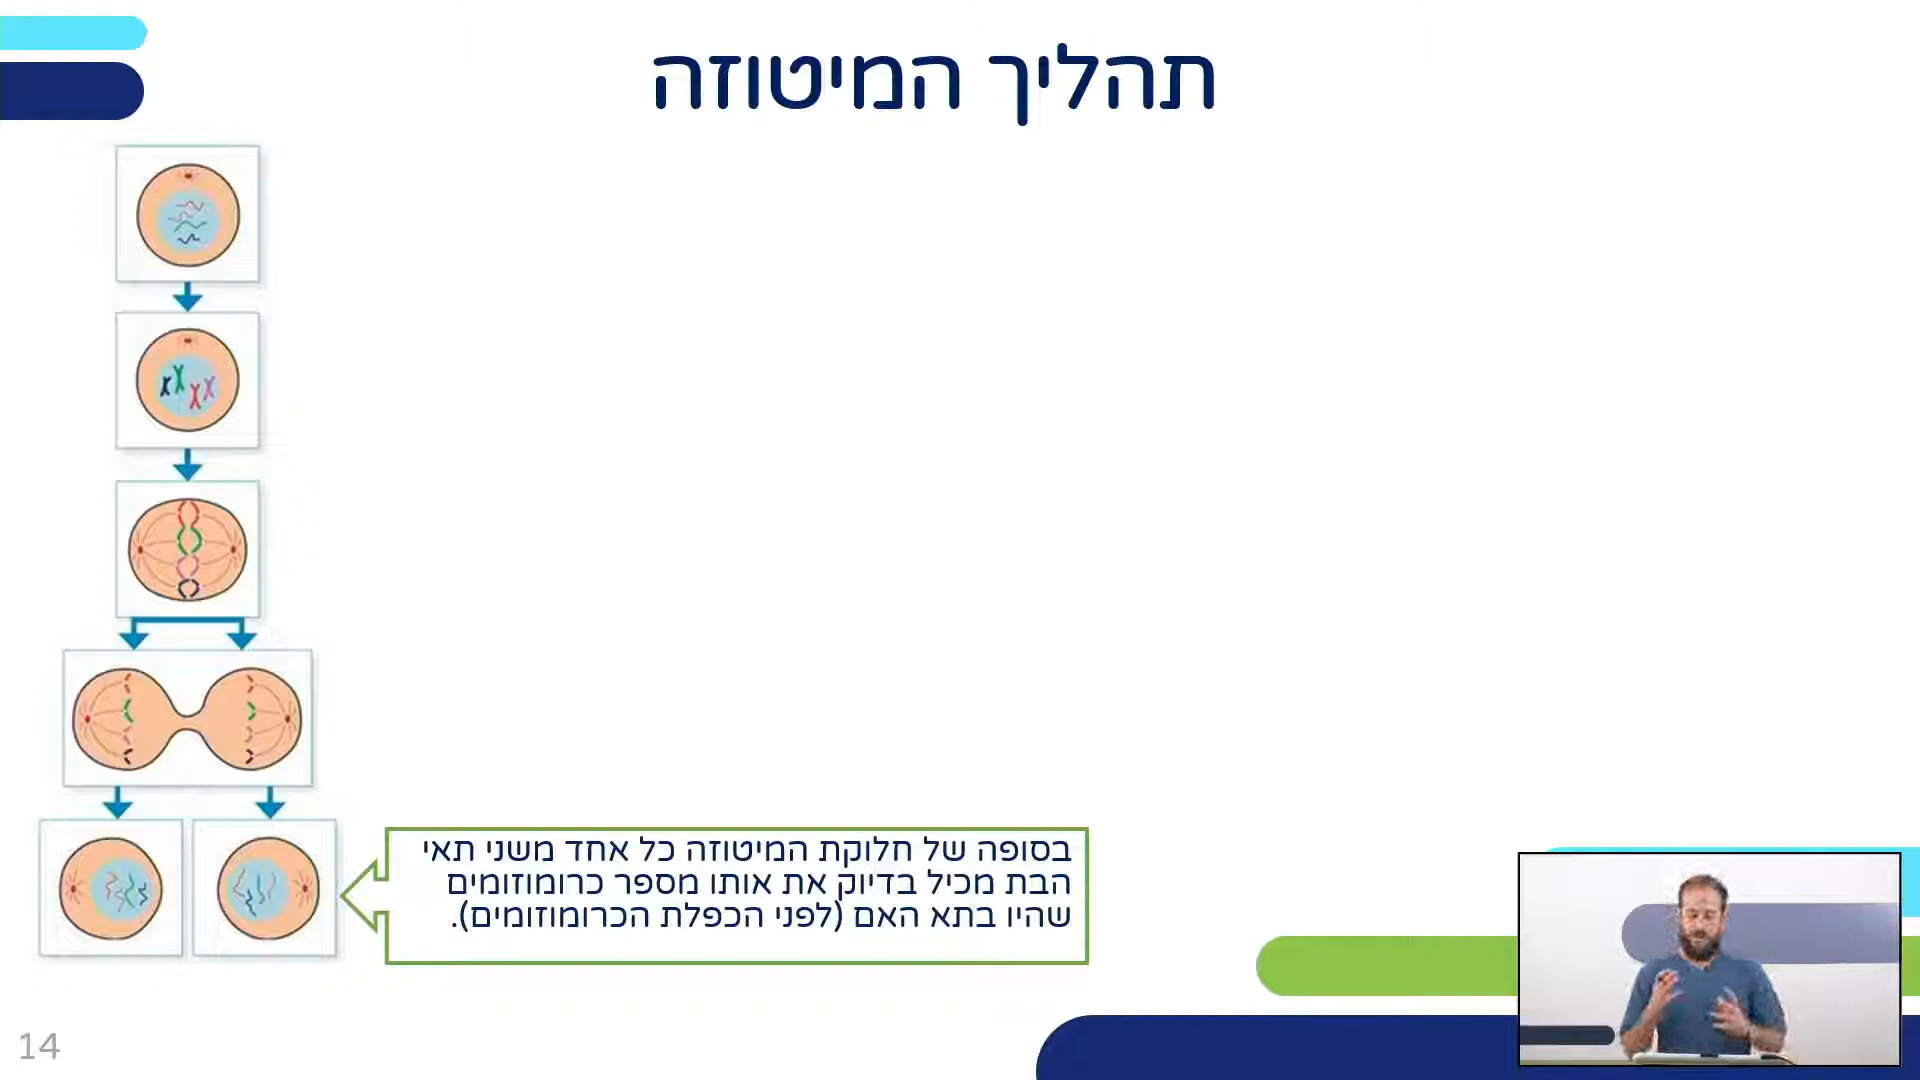 תהליך המיטוזה
בסופה של חלוקת המיטוזה כל אחד משני תאי
הבת מכיל בדיוק את אותו מספר כרומוזומים
שהיו בתא האם (לפני הכפלת הכרומוזומים).
14